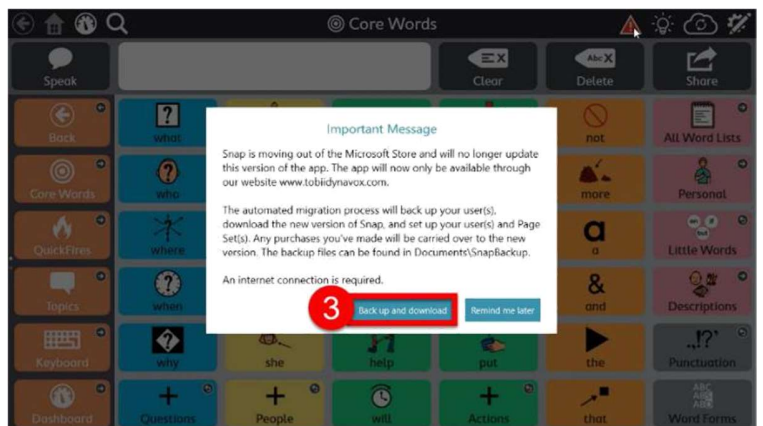 Core Words
Speak
Clear
Abc X
Delete
Share
Back
?
what
not
All Word Lists
Core Words
who
more
Personal
QuickFires
where
a
a
Little Words
Topics
when
&
and
Descriptions
Keyboard
?
why
she
help
put
the
.,!?'
Punctuation
Dashboard
Questions
People
will
Actions
that
Word Forms
Important Message
Snap is moving out of the Microsoft Store and will no longer update
this version of the app. The app will now only be available through
our website www.tobiidynavox.com.
The automated migration process will back up your user(s),
download the new version of Snap, and set up your user(s) and Page
Set(s). Any purchases you've made will be carried over to the new
version. The backup files can be found in Documents\SnapBackup.
An internet connection is required.
3
Back up and download
Remind me later